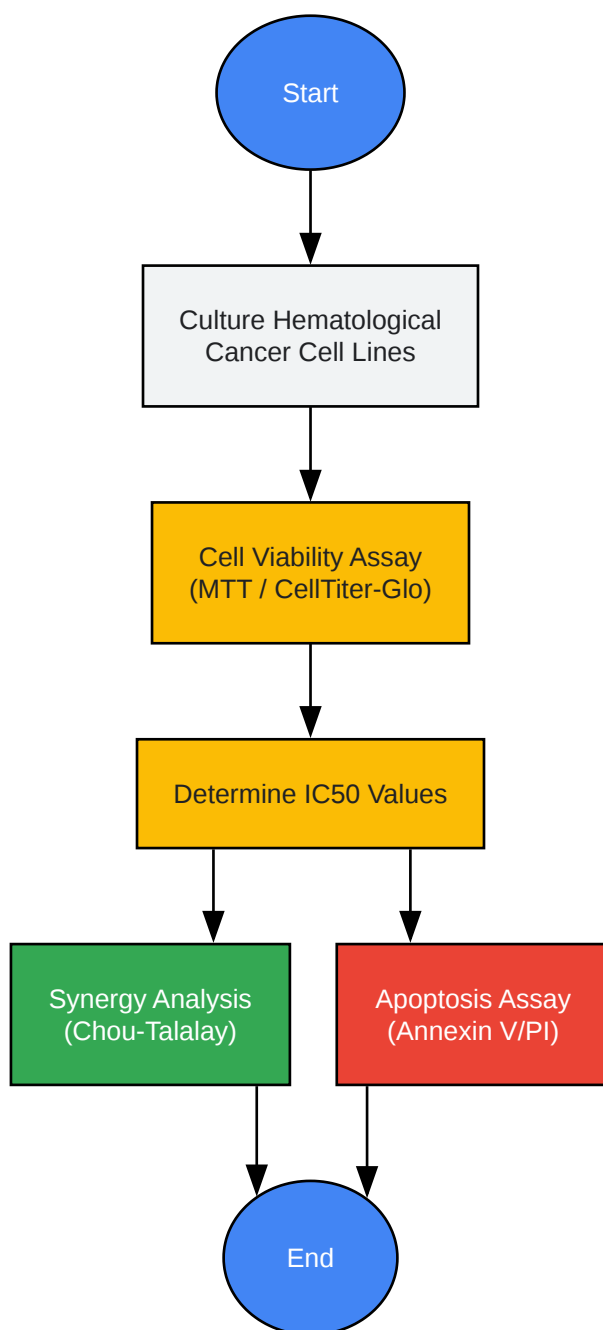 Start
Culture Hematological
Cancer Cell Lines
Cell Viability Assay
(MTT / CellTiter-Glo)
Determine IC50 Values
Synergy Analysis
(Chou-Talalay)
Apoptosis Assay
(Annexin V/PI)
End